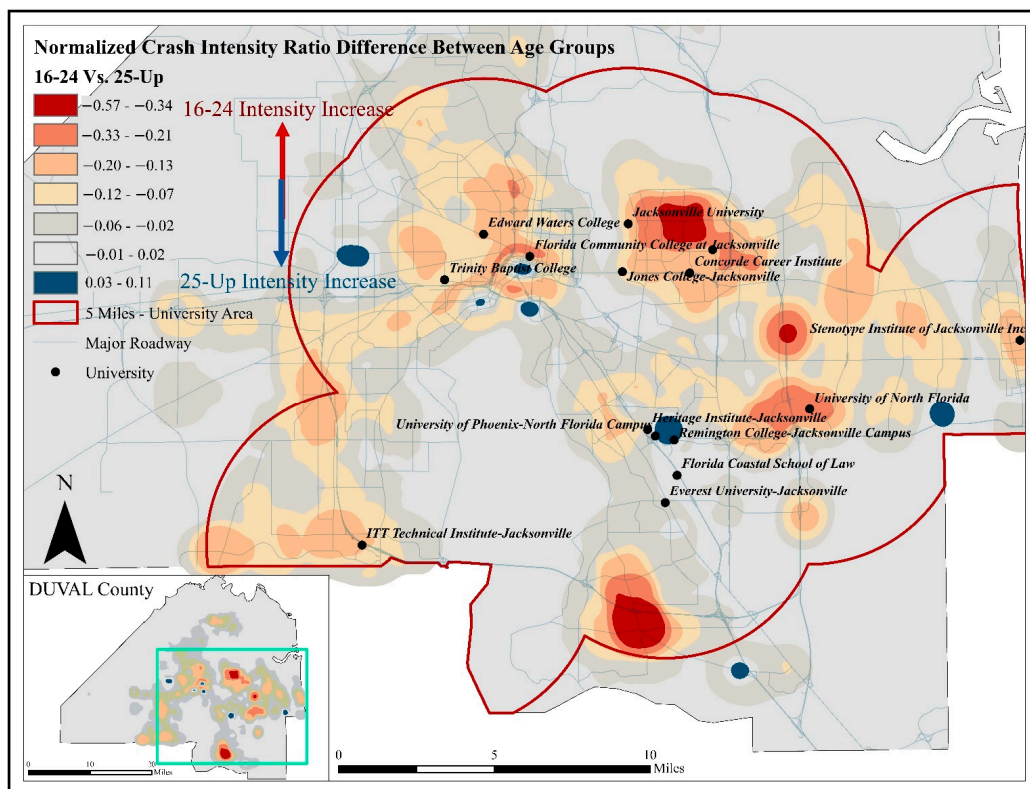 Normalized Crash Intensity Ratio Difference Between Age Groups
16-24 Vs. 25-Up
−0.57 - −0.34
−0.33 - −0.21
−0.20 - −0.13
−0.12 - −0.07
−0.06 - −0.02
−0.01 - 0.02
0.03 - 0.11
16-24 Intensity Increase
25-Up Intensity Increase
5 Miles - University Area
Major Roadway
University
Jacksonville University
Edward Waters College
Florida Community College at Jacksonville
Concorde Career Institute
Trinity Baptist College
Jones College-Jacksonville
Stenotype Institute of Jacksonville Inc
University of North Florida
Heritage Institute-Jacksonville
University of Phoenix-North Florida Campus
Remington College-Jacksonville Campus
Florida Coastal School of Law
Everest University-Jacksonville
ITT Technical Institute-Jacksonville
N
DUVAL County
0 10 20
Miles
0 5 10
Miles